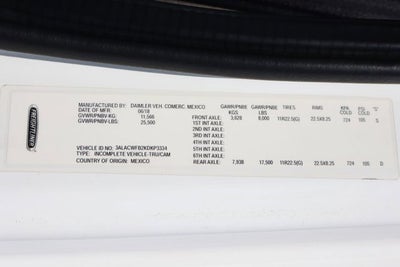 FREIGHTLINER
MANUFACTURED BY: DAIMLER VEH. COMERC. MEXICO GAWR/PNBE GAWR/PNBE TIRES RIMS KPA PSI
DATE OF MFR. 06/18 KGS LBS COLD COLD
GVWR/PNBV-KG: 11,566 FRONT AXLE: 3,628 8,000 11R22.5(G) 22.5X8.25 724 105 S
GVWR/PNBV-LBS: 25,500 1ST INT AXLE:
2ND INT AXLE:
3RD INT AXLE:
4TH INT AXLE:
VEHICLE ID NO: 3ALACWFB2KDKP3334 5TH INT AXLE:
TYPE: INCOMPLETE VEHICLE-TRU/CAM 6TH INT AXLE:
COUNTRY OF ORIGIN: MEXICO REAR AXLE: 7,938 17,500 11R22.5(G) 22.5X8.25 724 105 D